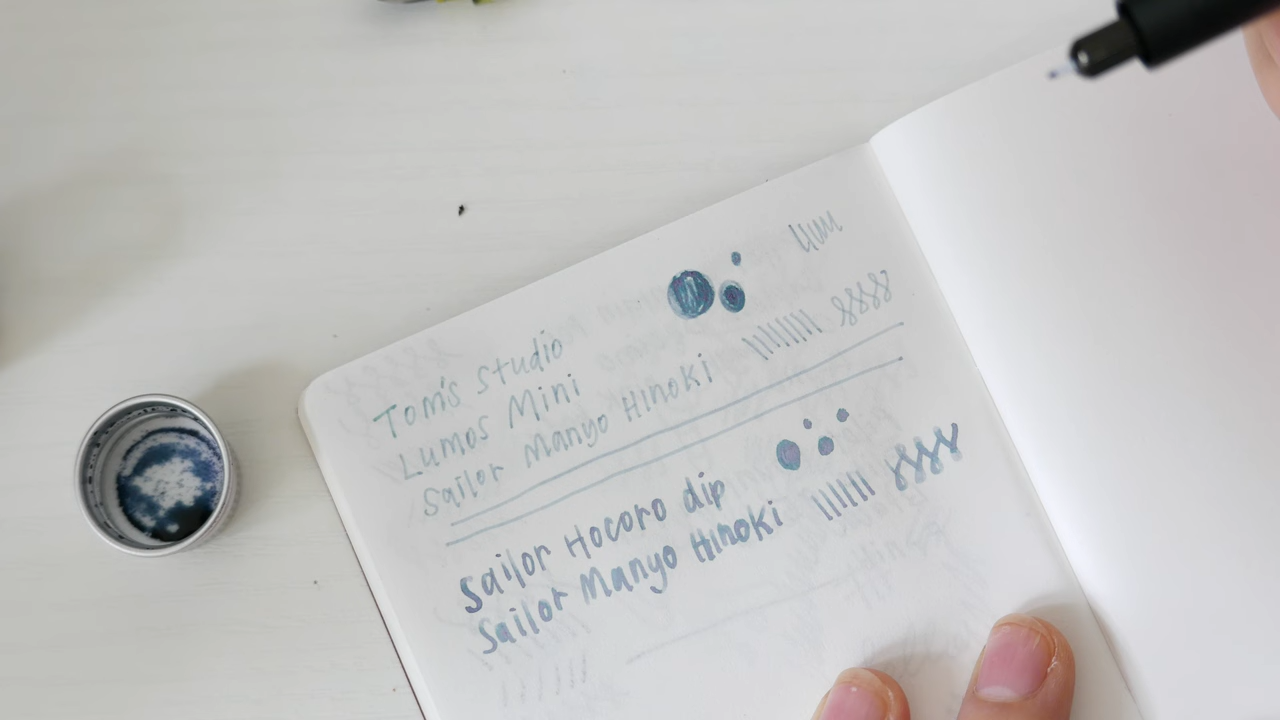 Tom's Studio
Lumos Mini
Sailor Manyo Hinoki
Sailor Hocoro dip
Sailor Manyo Hinoki